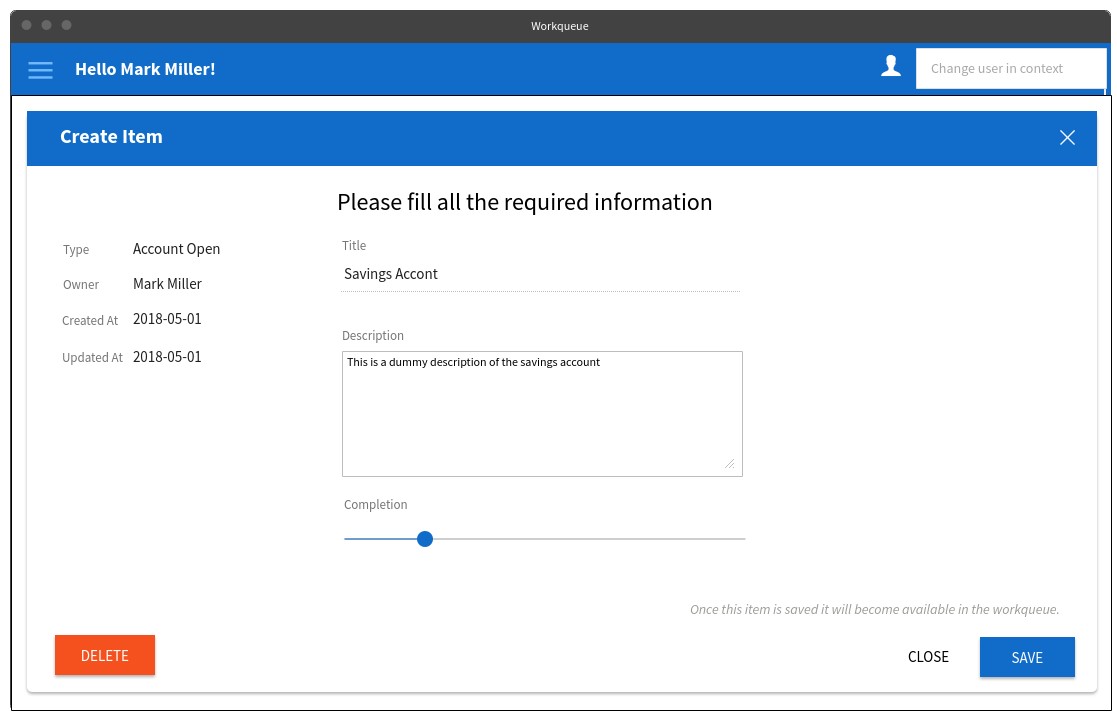 Workqueue
Hello Mark Miller!
Change user in context
Create Item
Please fill all the required information
Type Account Open
Owner Mark Miller
Created At 2018-05-01
Updated At 2018-05-01
Title
Savings Accont
Description
This is a dummy description of the savings account
Completion
Once this item is saved it will become available in the workqueue.
DELETE
CLOSE
SAVE